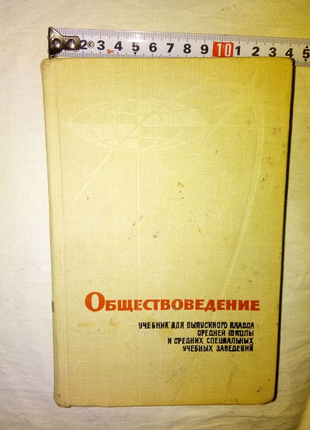 2 3 4 5 6 7 8 9 10 1 2 3 4 5
Обществоведение
учебник для выпускного класса
средней школы
и средних специальных
учебных заведений